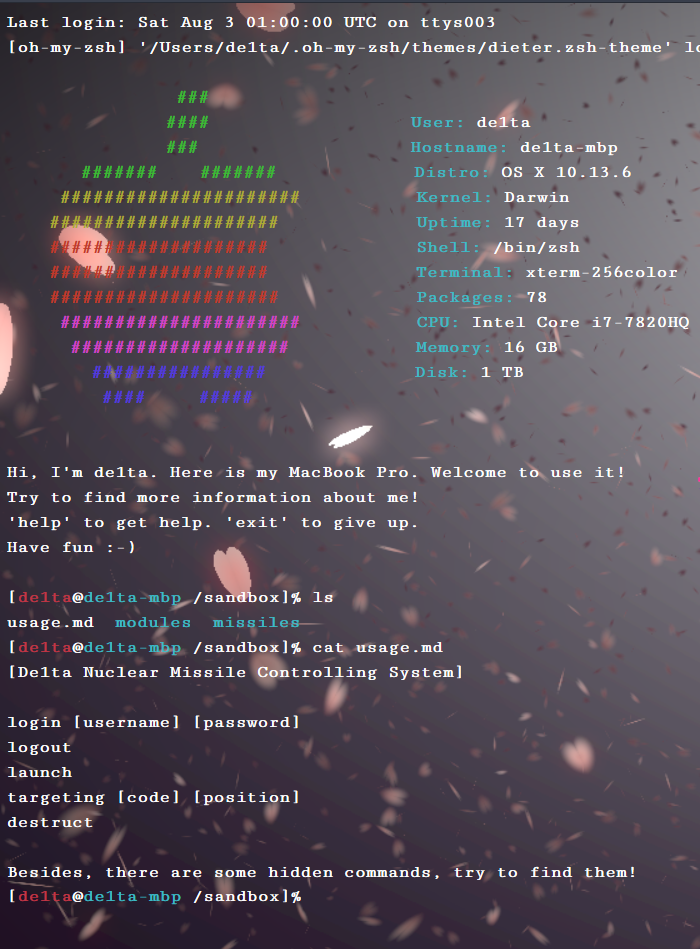 Last login: Sat Aug 3 01:00:00 UTC on ttys003
[oh-my-zsh] '/Users/de1ta/.oh-my-zsh/themes/dieter.zsh-theme' lo
###
####
###
####### #######
######################
#####################
####################
####################
#####################
######################
####################
################
#### #####
User: de1ta
Hostname: de1ta-mbp
Distro: OS X 10.13.6
Kernel: Darwin
Uptime: 17 days
Shell: /bin/zsh
Terminal: xterm-256color
Packages: 78
CPU: Intel Core i7-7820HQ
Memory: 16 GB
Disk: 1 TB
Hi, I'm de1ta. Here is my MacBook Pro. Welcome to use it!
Try to find more information about me!
'help' to get help. 'exit' to give up.
Have fun :-)
[de1ta@de1ta-mbp /sandbox]% ls
usage.md modules missiles
[de1ta@de1ta-mbp /sandbox]% cat usage.md
[De1ta Nuclear Missile Controlling System]
login [username] [password]
logout
launch
targeting [code] [position]
destruct
Besides, there are some hidden commands, try to find them!
[de1ta@de1ta-mbp /sandbox]%